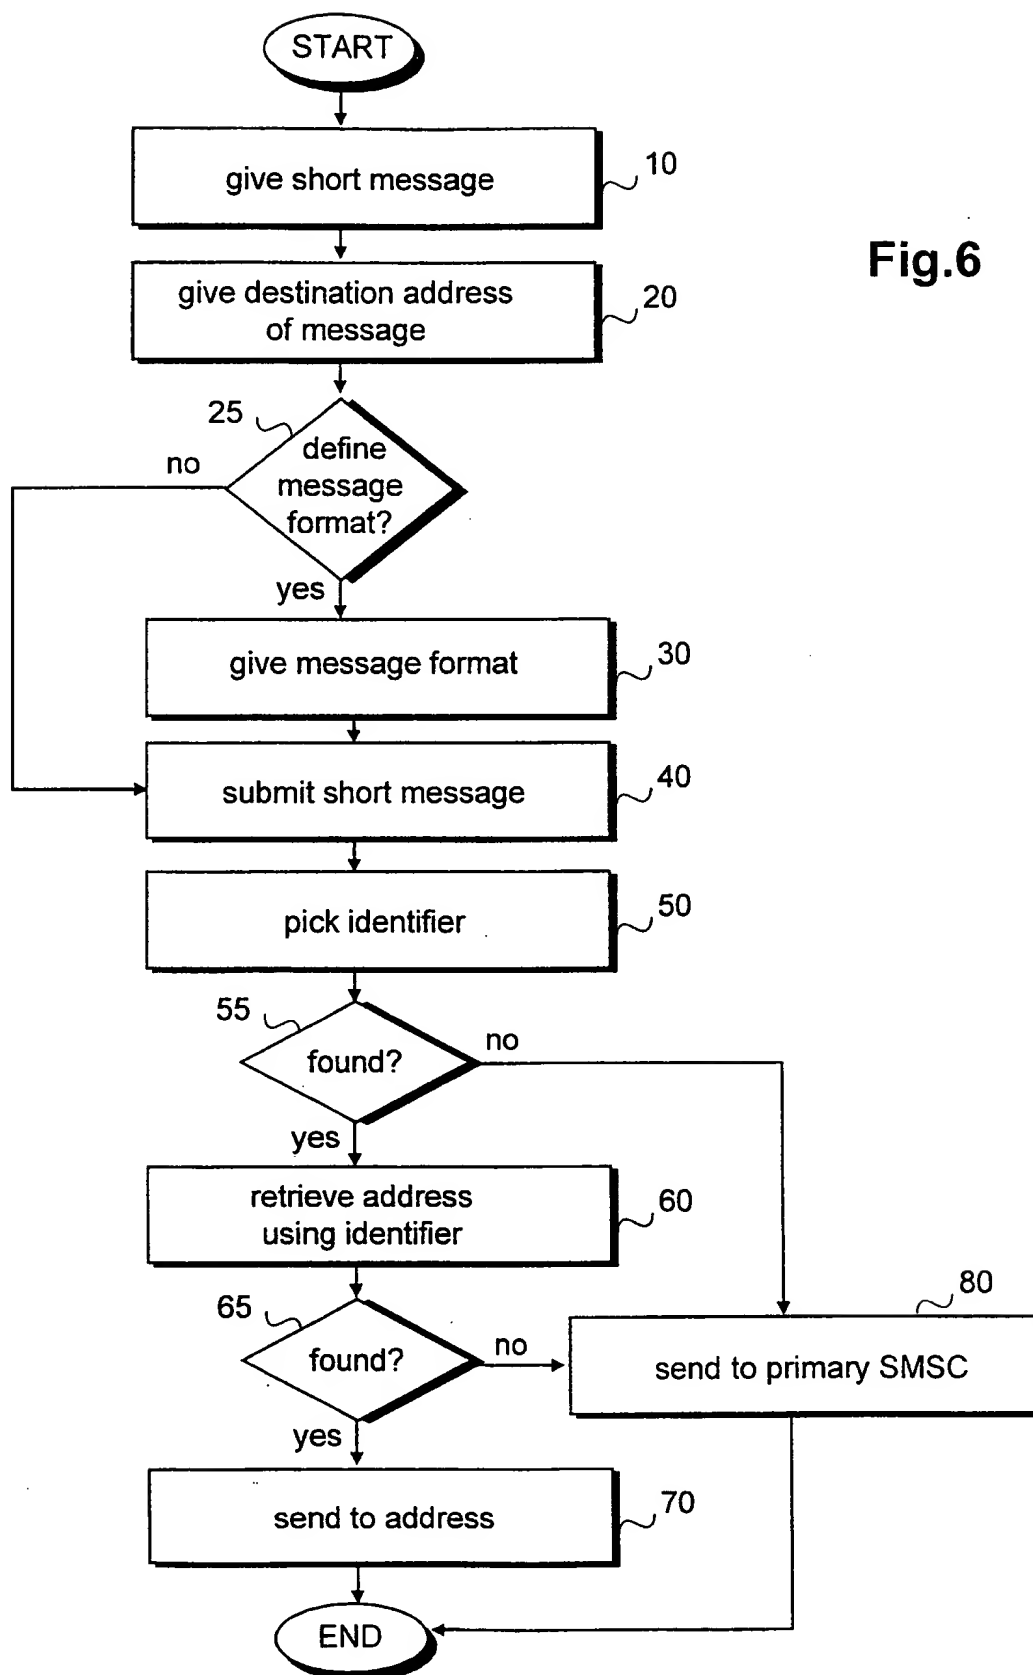 START
give short message
10
Fig.6
give destination address
of message
20
25
define
message
format?
no
yes
give message format
30
submit short message
40
pick identifier
50
55
found?
no
yes
retrieve address
using identifier
60
65
found?
no
80
send to primary SMSC
yes
send to address
70
END